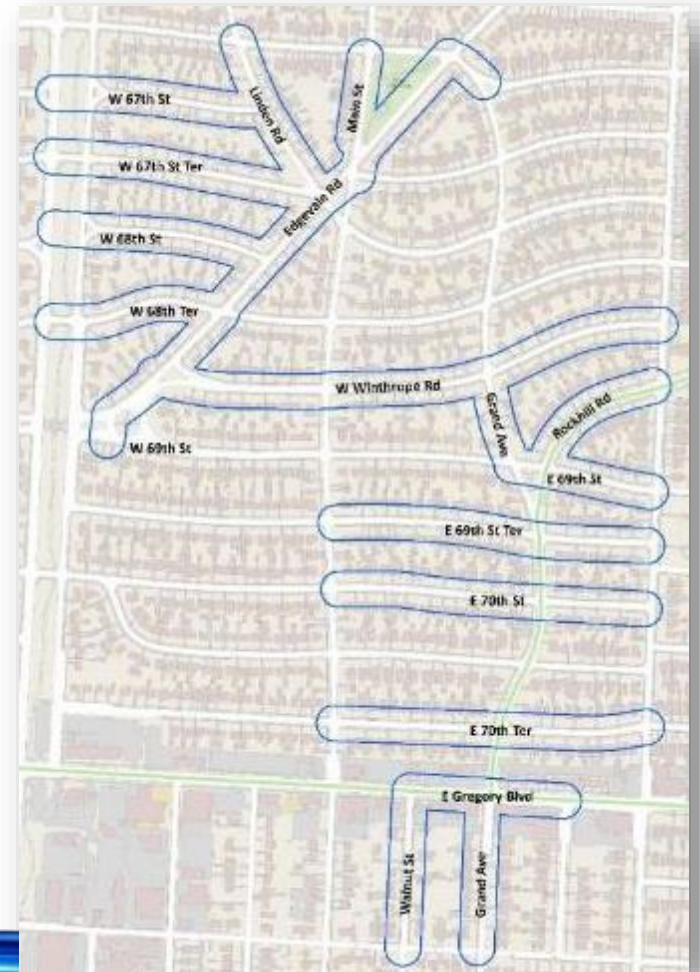 W 67th St
Linden Rd
Main St
W 67th St Ter
Edgevale Rd
W 68th St
W 68th Ter
W Winthrope Rd
Grand Ave
Rockhill Rd
W 69th St
E 69th St
E 69th St Ter
E 70th St
E 70th Ter
E Gregory Blvd
Walnut St
Grand Ave